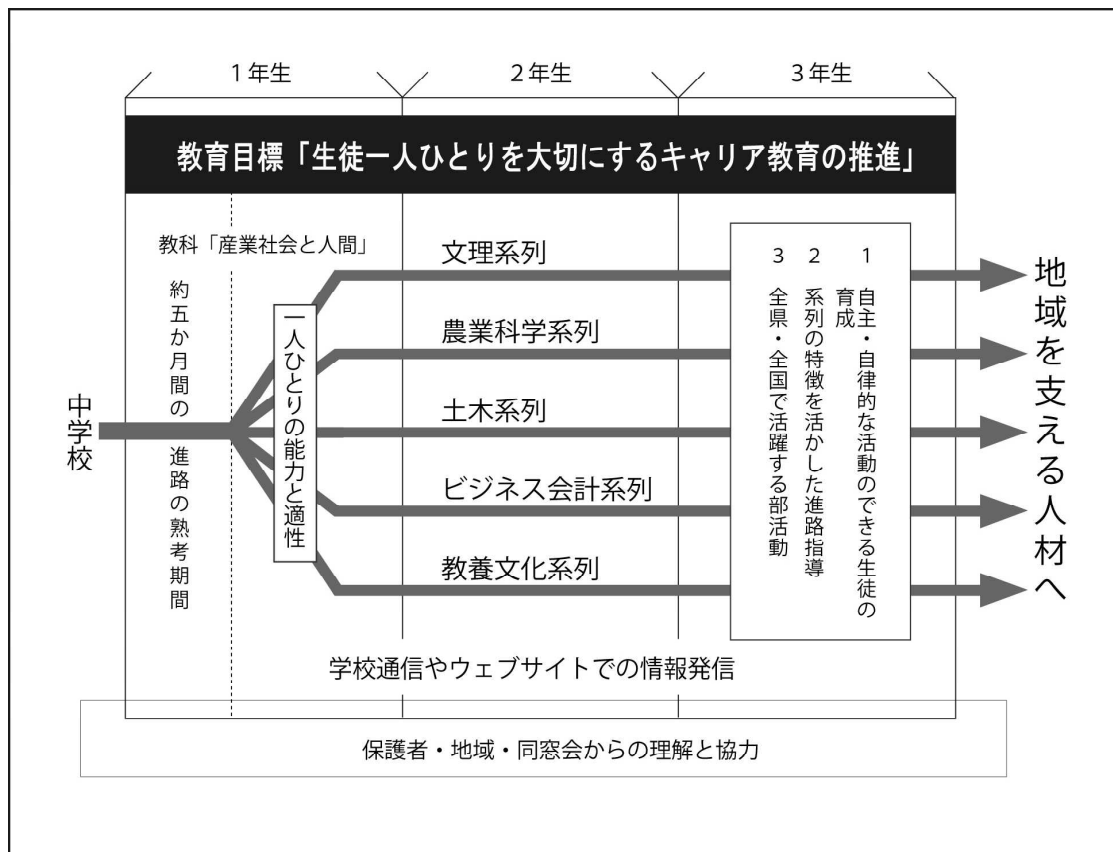 1年生
2年生
3年生
教育目標「生徒一人ひとりを大切にするキャリア教育の推進」
教科「産業社会と人間」
中学校
約五か月間の 進路の熟考期間
一人ひとりの能力と適性
文理系列
農業科学系列
土木系列
ビジネス会計系列
教養文化系列
1 自主・自律的な活動のできる生徒の
育成
2 系列の特徴を活かした進路指導
3 全県・全国で活躍する部活動
地域を支える人材へ
学校通信やウェブサイトでの情報発信
保護者・地域・同窓会からの理解と協力